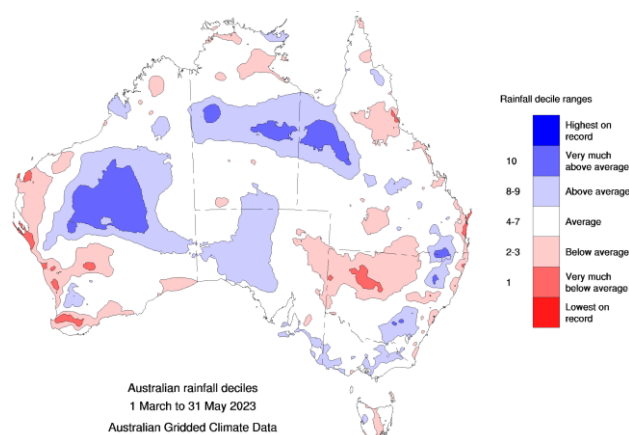 Rainfall decile ranges
Highest on
record
10
Very much
above average
8-9
Above average
4-7
Average
2-3
Below average
1
Very much
below average
Lowest on
record
Australian rainfall deciles
1 March to 31 May 2023
Australian Gridded Climate Data